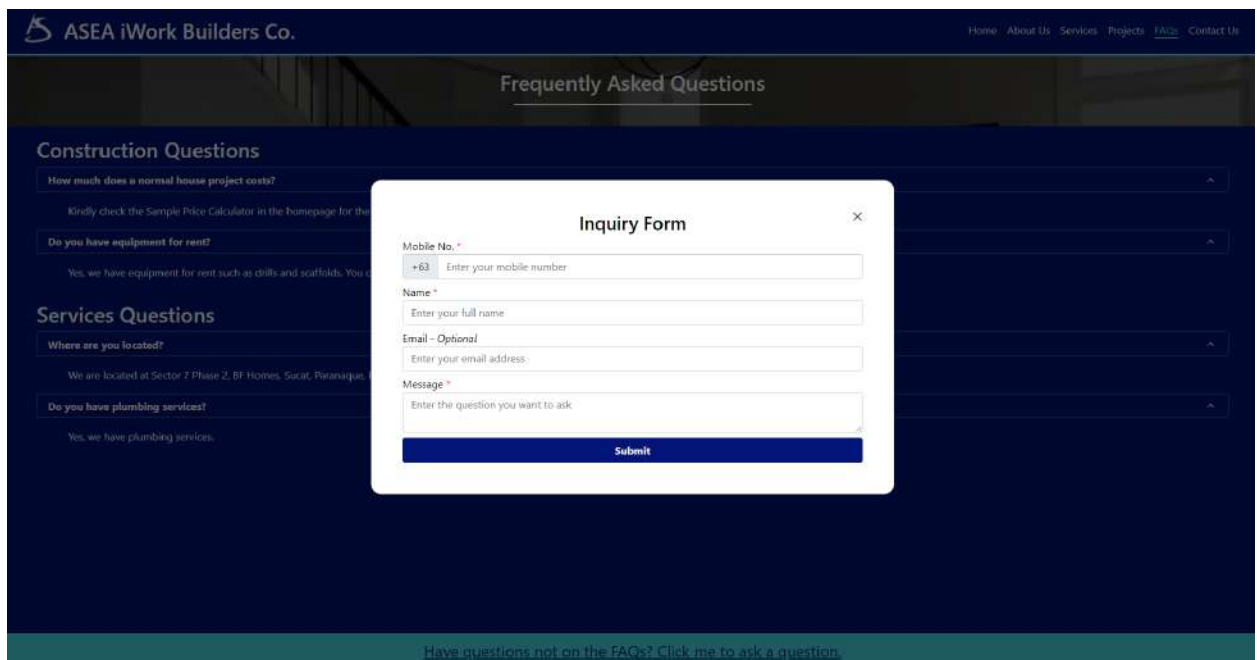 ASEA iWork Builders Co.
Home About Us Services Projects FAQs Contact Us
Frequently Asked Questions
Construction Questions
How much does a normal house project costs?
Kindly check the Sample Price Calculator in the homepage for the
Do you have equipment for rent?
Yes, we have equipment for rent such as drills and scaffolds. You
Services Questions
Where are you located?
We are located at Sector 7 Phase 2, BF Homes, Sucat, Paranaque,
Do you have plumbing services?
Yes, we have plumbing services.
Inquiry Form
Mobile No. *
+63 Enter your mobile number
Name *
Enter your full name
Email - Optional
Enter your email address
Message *
Enter the question you want to ask
Submit
Have questions not on the FAQs? Click me to ask a question.